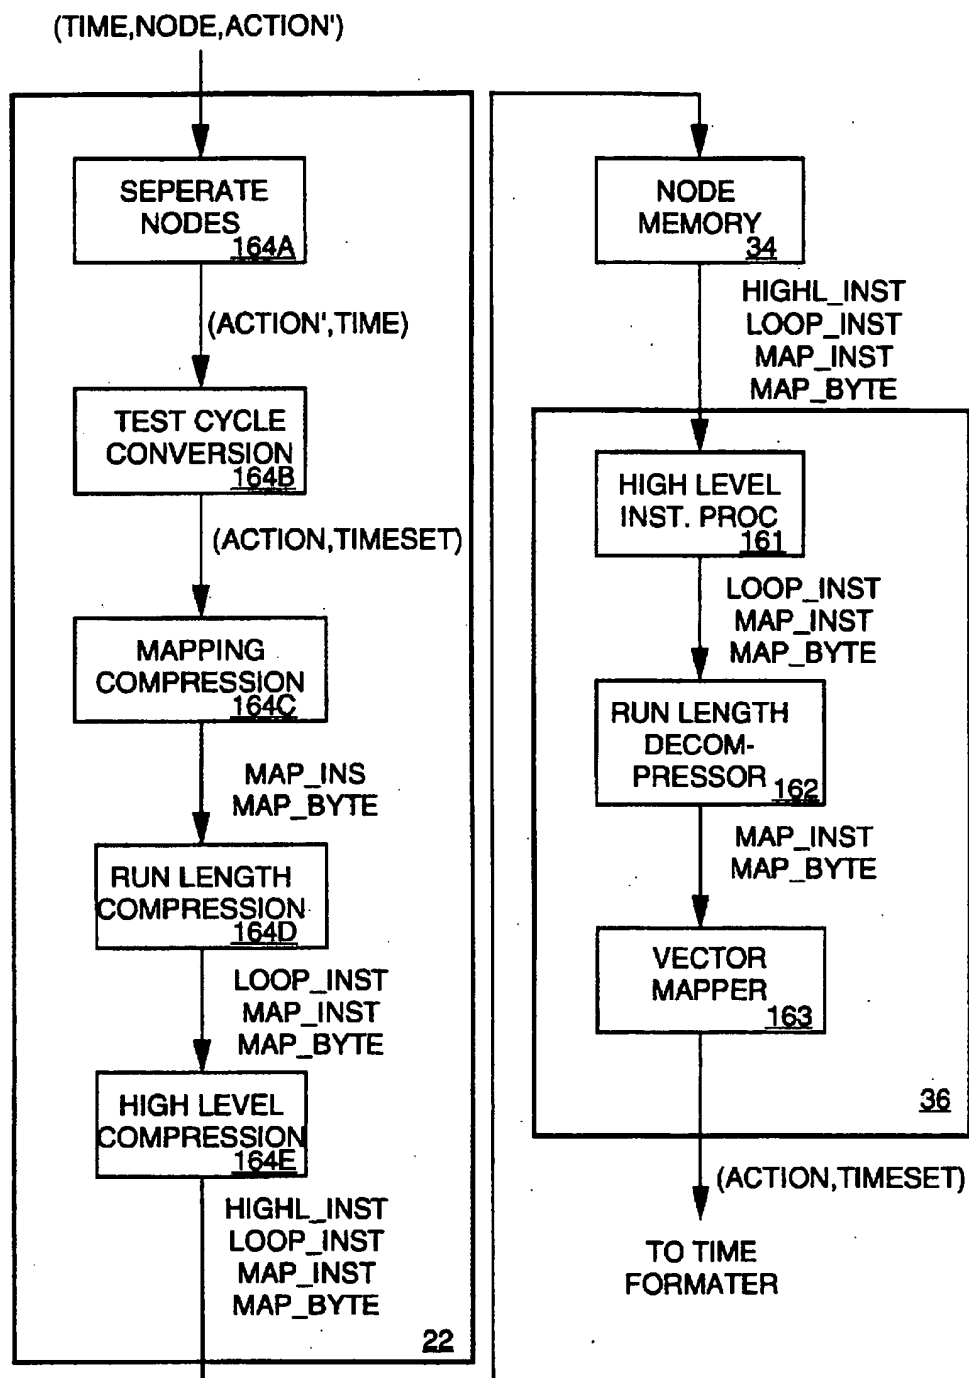 (TIME,NODE,ACTION')
SEPERATE
NODES
164A
(ACTION',TIME)
TEST CYCLE
CONVERSION
164B
(ACTION,TIMESET)
MAPPING
COMPRESSION
164C
MAP_INS
MAP_BYTE
RUN LENGTH
COMPRESSION
164D
LOOP_INST
MAP_INST
MAP_BYTE
HIGH LEVEL
COMPRESSION
164E
HIGHL_INST
LOOP_INST
MAP_INST
MAP_BYTE
22
NODE
MEMORY
34
HIGHL_INST
LOOP_INST
MAP_INST
MAP_BYTE
HIGH LEVEL
INST. PROC
161
LOOP_INST
MAP_INST
MAP_BYTE
RUN LENGTH
DECOM-
PRESSOR
162
MAP_INST
MAP_BYTE
VECTOR
MAPPER
163
36
(ACTION,TIMESET)
TO TIME
FORMATER